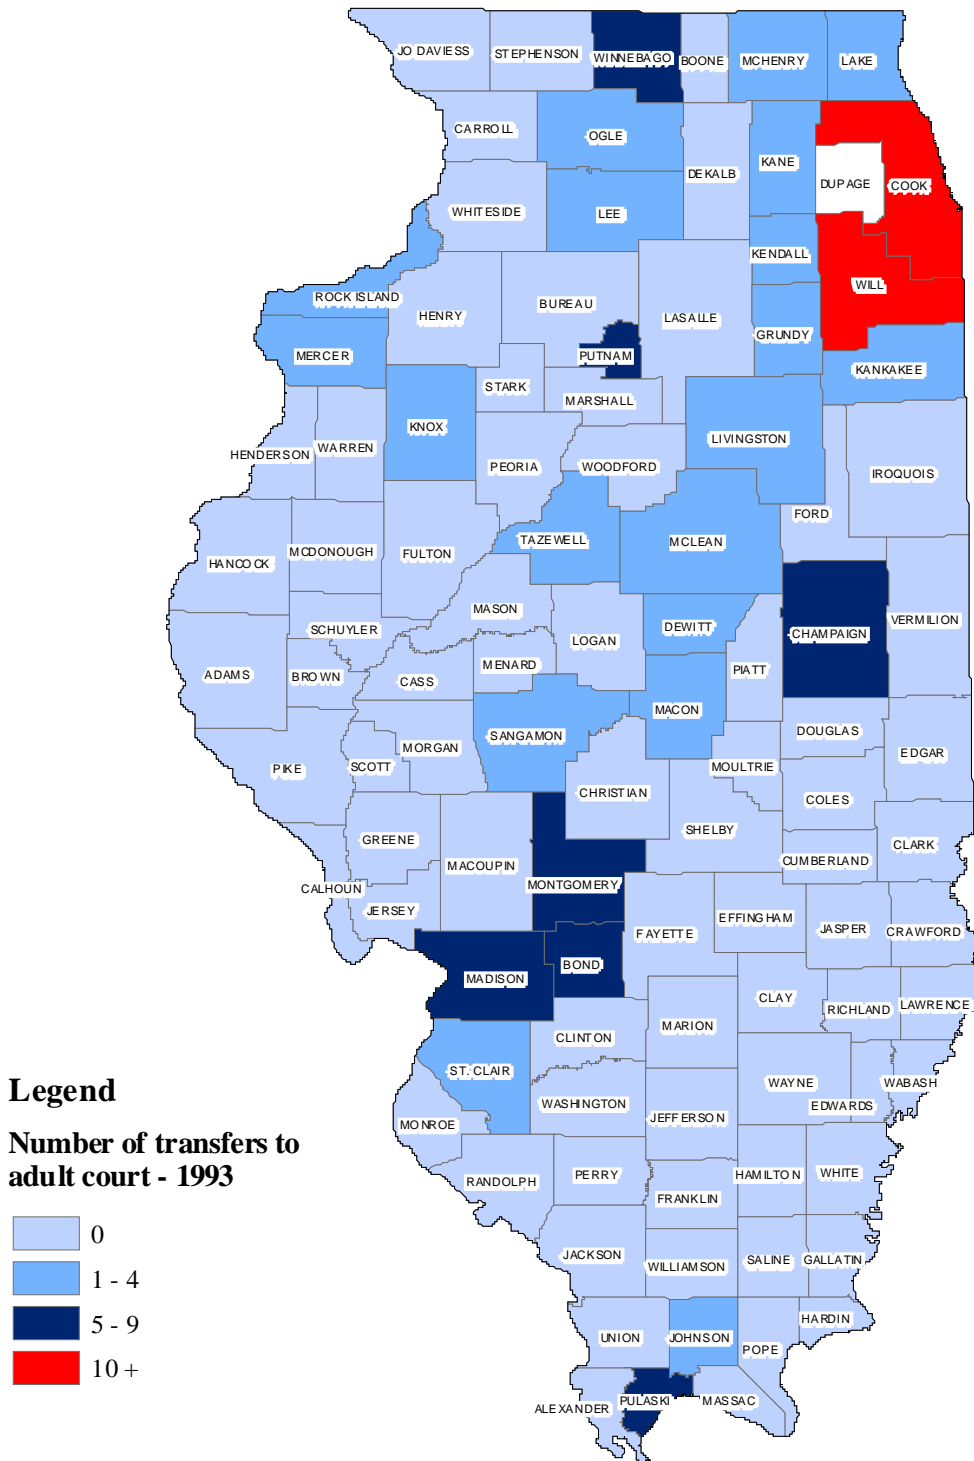 JO DAVIESS
STEPHENSON
WINNEBAGO
BOONE
MCHENRY
LAKE
CARROLL
OGLE
DEKALB
KANE
DUPAGE
COOK
WHITESIDE
LEE
KENDALL
WILL
ROCK ISLAND
HENRY
BUREAU
LASALLE
GRUNDY
MERCER
PUTNAM
KANKAKEE
STARK
MARSHALL
KNOX
LIVINGSTON
HENDERSON
WARREN
PEORIA
WOODFORD
IROQUOIS
FORD
HANCOCK
MCDONOUGH
FULTON
TAZEWELL
MCLEAN
MASON
LOGAN
DEWITT
CHAMPAIGN
VERMILION
SCHUYLER
ADAMS
BROWN
CASS
MENARD
PIATT
MACON
SANGAMON
DOUGLAS
EDGAR
PIKE
SCOTT
MORGAN
MOULTRIE
CHRISTIAN
COLES
GREENE
MACOUPIN
SHELBY
CUMBERLAND
CLARK
CALHOUN
JERSEY
MONTGOMERY
FAYETTE
EFFINGHAM
JASPER
CRAWFORD
MADISON
BOND
CLAY
RICHLAND
LAWRENCE
CLINTON
MARION
ST. CLAIR
WAYNE
WABASH
EDWARDS
WASHINGTON
JEFFERSON
MONROE
RANDOLPH
PERRY
HAMILTON
WHITE
FRANKLIN
JACKSON
WILLIAMSON
SALINE
GALLATIN
UNION
JOHNSON
POPE
HARDIN
ALEXANDER
PULASKI
MASSAC
Legend
Number of transfers to
adult court - 1993
0
1 - 4
5 - 9
10 +